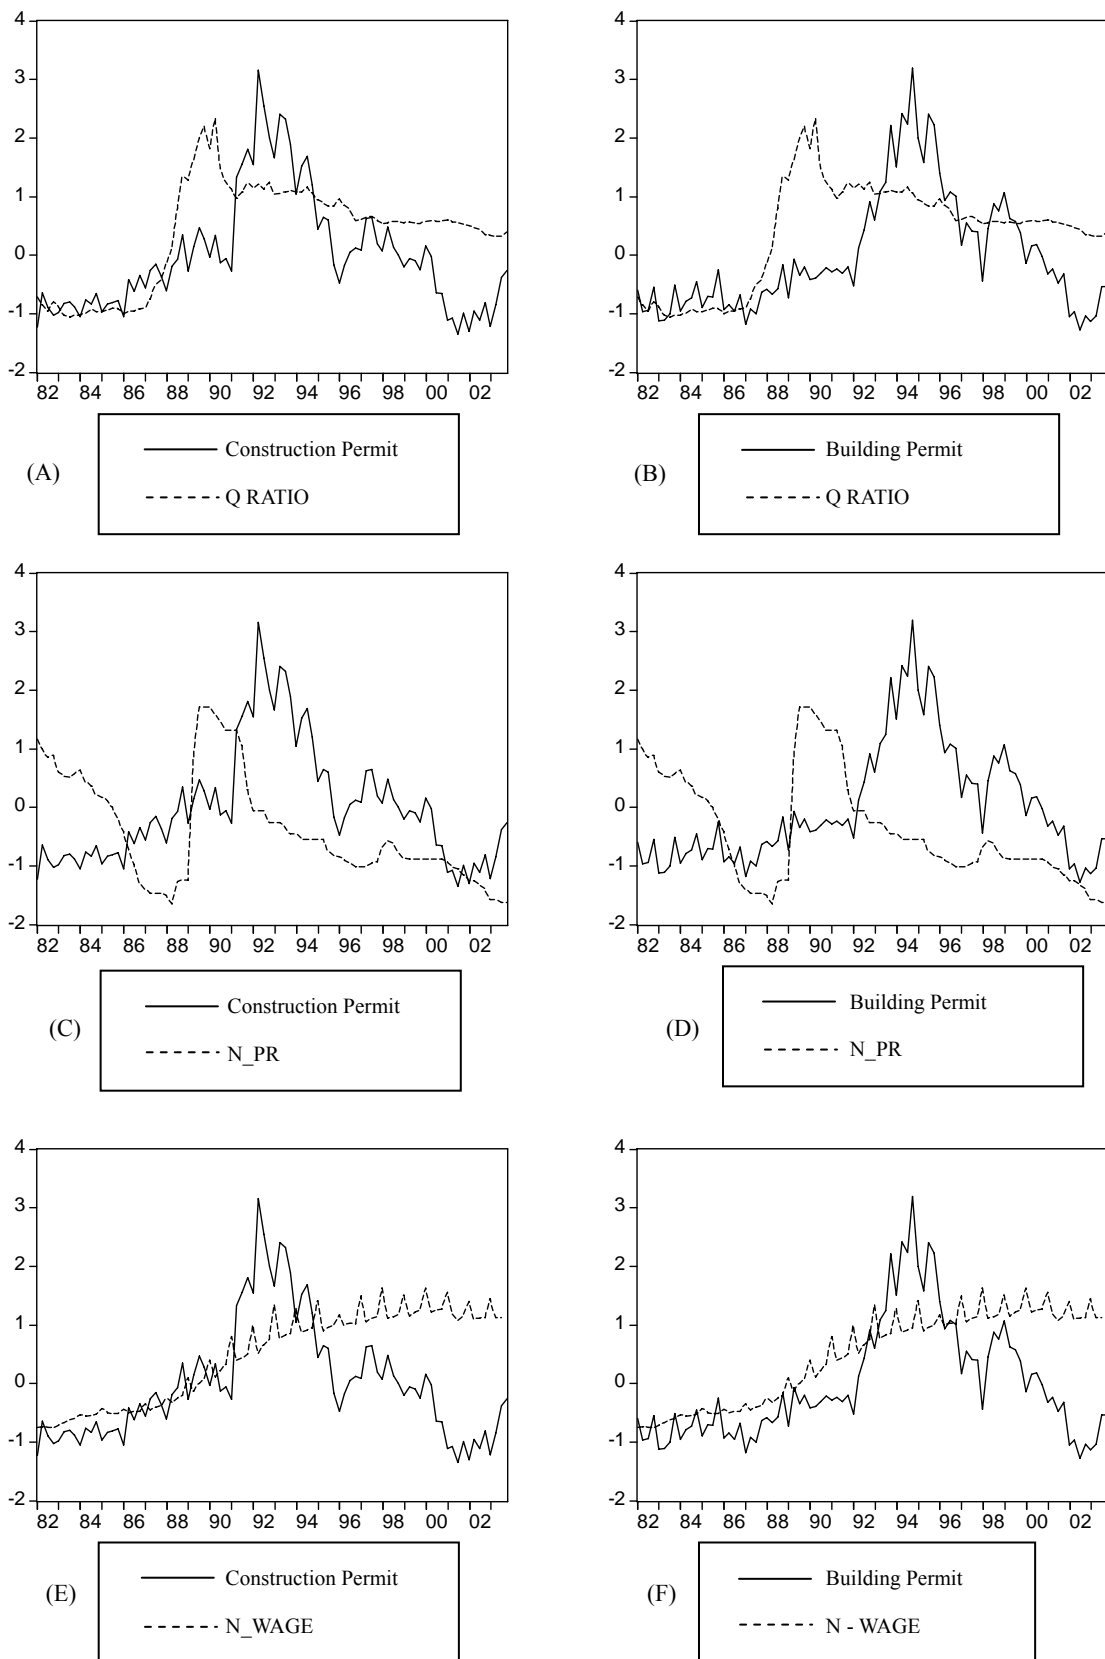 4 4
3 3
2 2
1 1
0 0
-1 -1
-2 -2
82 84 86 88 90 92 94 96 98 00 02 82 84 86 88 90 92 94 96 98 00 02
Construction Permit Building Permit
(A) (B)
Q RATIO Q RATIO
4 4
3 3
2 2
1 1
0 0
-1 -1
-2 -2
82 84 86 88 90 92 94 96 98 00 02 82 84 86 88 90 92 94 96 98 00 02
Construction Permit Building Permit
(C) (D)
N_PR N_PR
4 4
3 3
2 2
1 1
0 0
-1 -1
-2 -2
82 84 86 88 90 92 94 96 98 00 02 82 84 86 88 90 92 94 96 98 00 02
Construction Permit Building Permit
(E) (F)
N_WAGE N - WAGE